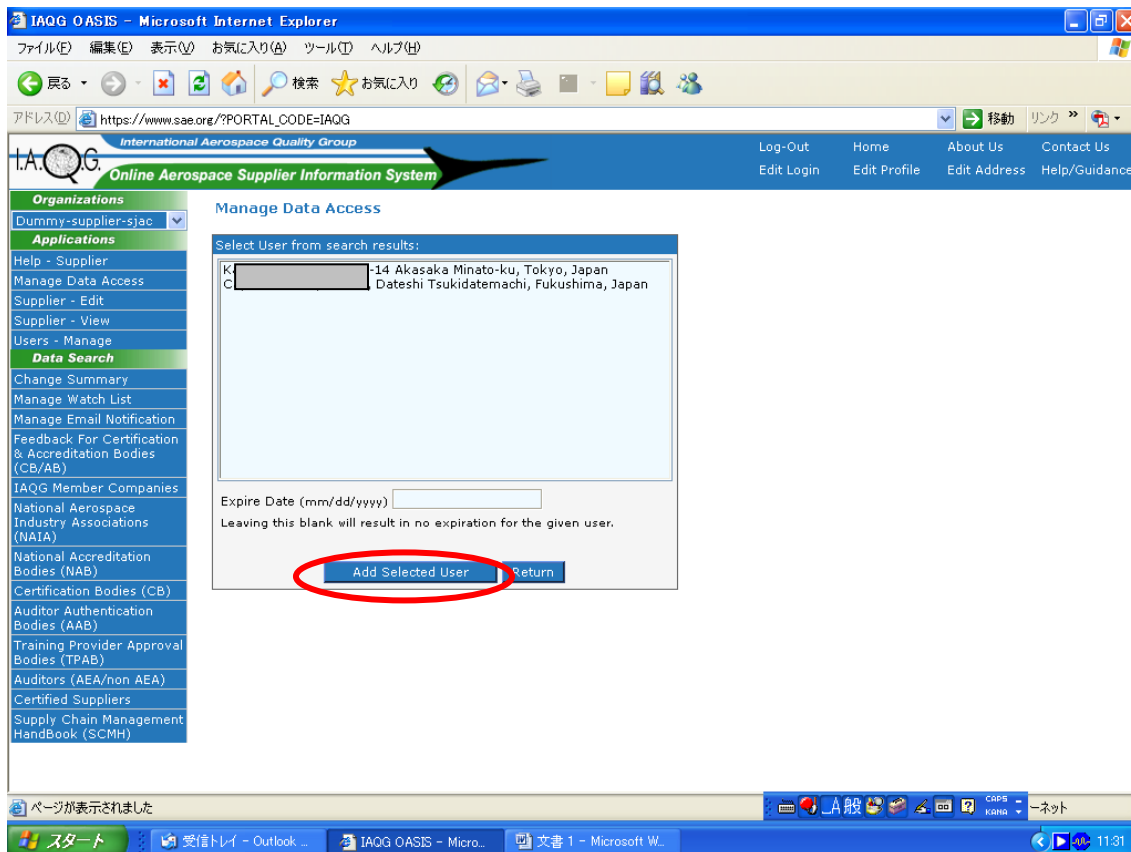 IAQG OASIS - Microsoft Internet Explorer
ファイル(F) 編集(E) 表示(V) お気に入り(A) ツール(T) ヘルプ(H)
戻る 検索 お気に入り
アドレス(D) https://www.sae.org/?PORTAL_CODE=IAQG 移動 リンク »
International Aerospace Quality Group
I.A.Q.G.
Online Aerospace Supplier Information System
Log-Out Home About Us Contact Us
Edit Login Edit Profile Edit Address Help/Guidance
Organizations
Dummy-supplier-sjac
Applications
Help - Supplier
Manage Data Access
Supplier - Edit
Supplier - View
Users - Manage
Data Search
Change Summary
Manage Watch List
Manage Email Notification
Feedback For Certification
& Accreditation Bodies
(CB/AB)
IAQG Member Companies
National Aerospace
Industry Associations
(NAIA)
National Accreditation
Bodies (NAB)
Certification Bodies (CB)
Auditor Authentication
Bodies (AAB)
Training Provider Approval
Bodies (TPAB)
Auditors (AEA/non AEA)
Certified Suppliers
Supply Chain Management
HandBook (SCMH)
Manage Data Access
Select User from search results:
-14 Akasaka Minato-ku, Tokyo, Japan
, Dateshi Tsukidatemachi, Fukushima, Japan
Expire Date (mm/dd/yyyy)
Leaving this blank will result in no expiration for the given user.
Add Selected User Return
ページが表示されました
A 般 CAPS KANA ーネット
スタート 受信トレイ - Outlook ... IAQG OASIS - Micro... 文書 1 - Microsoft W... 11:31